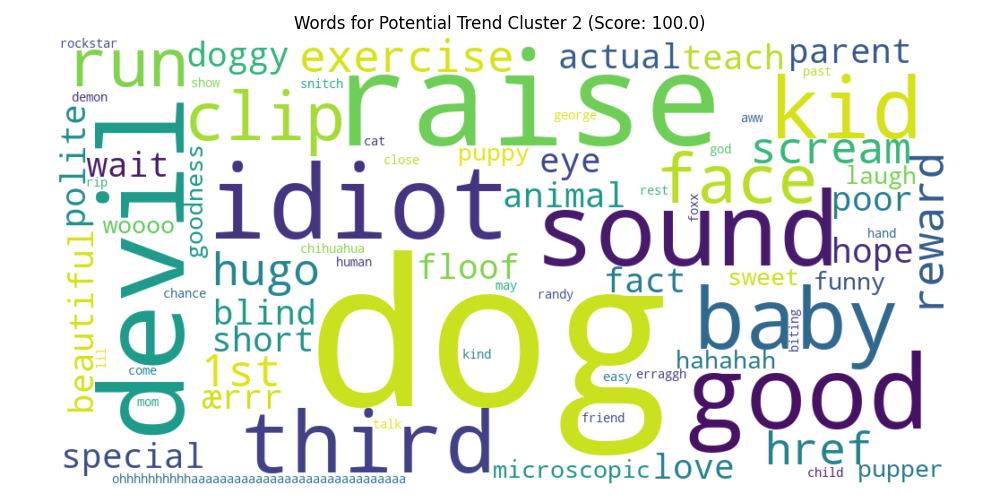 Words for Potential Trend Cluster 2 (Score: 100.0)
rockstar
run
doggy
exercise
actual
teach
parent
show
snitch
raise
past
demon
clip
george
kid
devil
polite
wait
cat
close
puppy
eye
aww
god
scream
rip
goodness
idiot
animal
rest
face
laugh
woooo
foxx
poor
reward
sound
hand
chihuahua
human
hope
beautiful
hugo
floof
fact
sweet
funny
chance
may
randy
blind
dog
baby
biting
short
kind
lil
come
1st
easy
erraggh
hahahah
mom
ærrr
friend
good
third
talk
special
microscopic
love
href
child
pupper
ohhhhhhhhhhaaaaaaaaaaaaaaaaaaaaaaaaaaaaaa